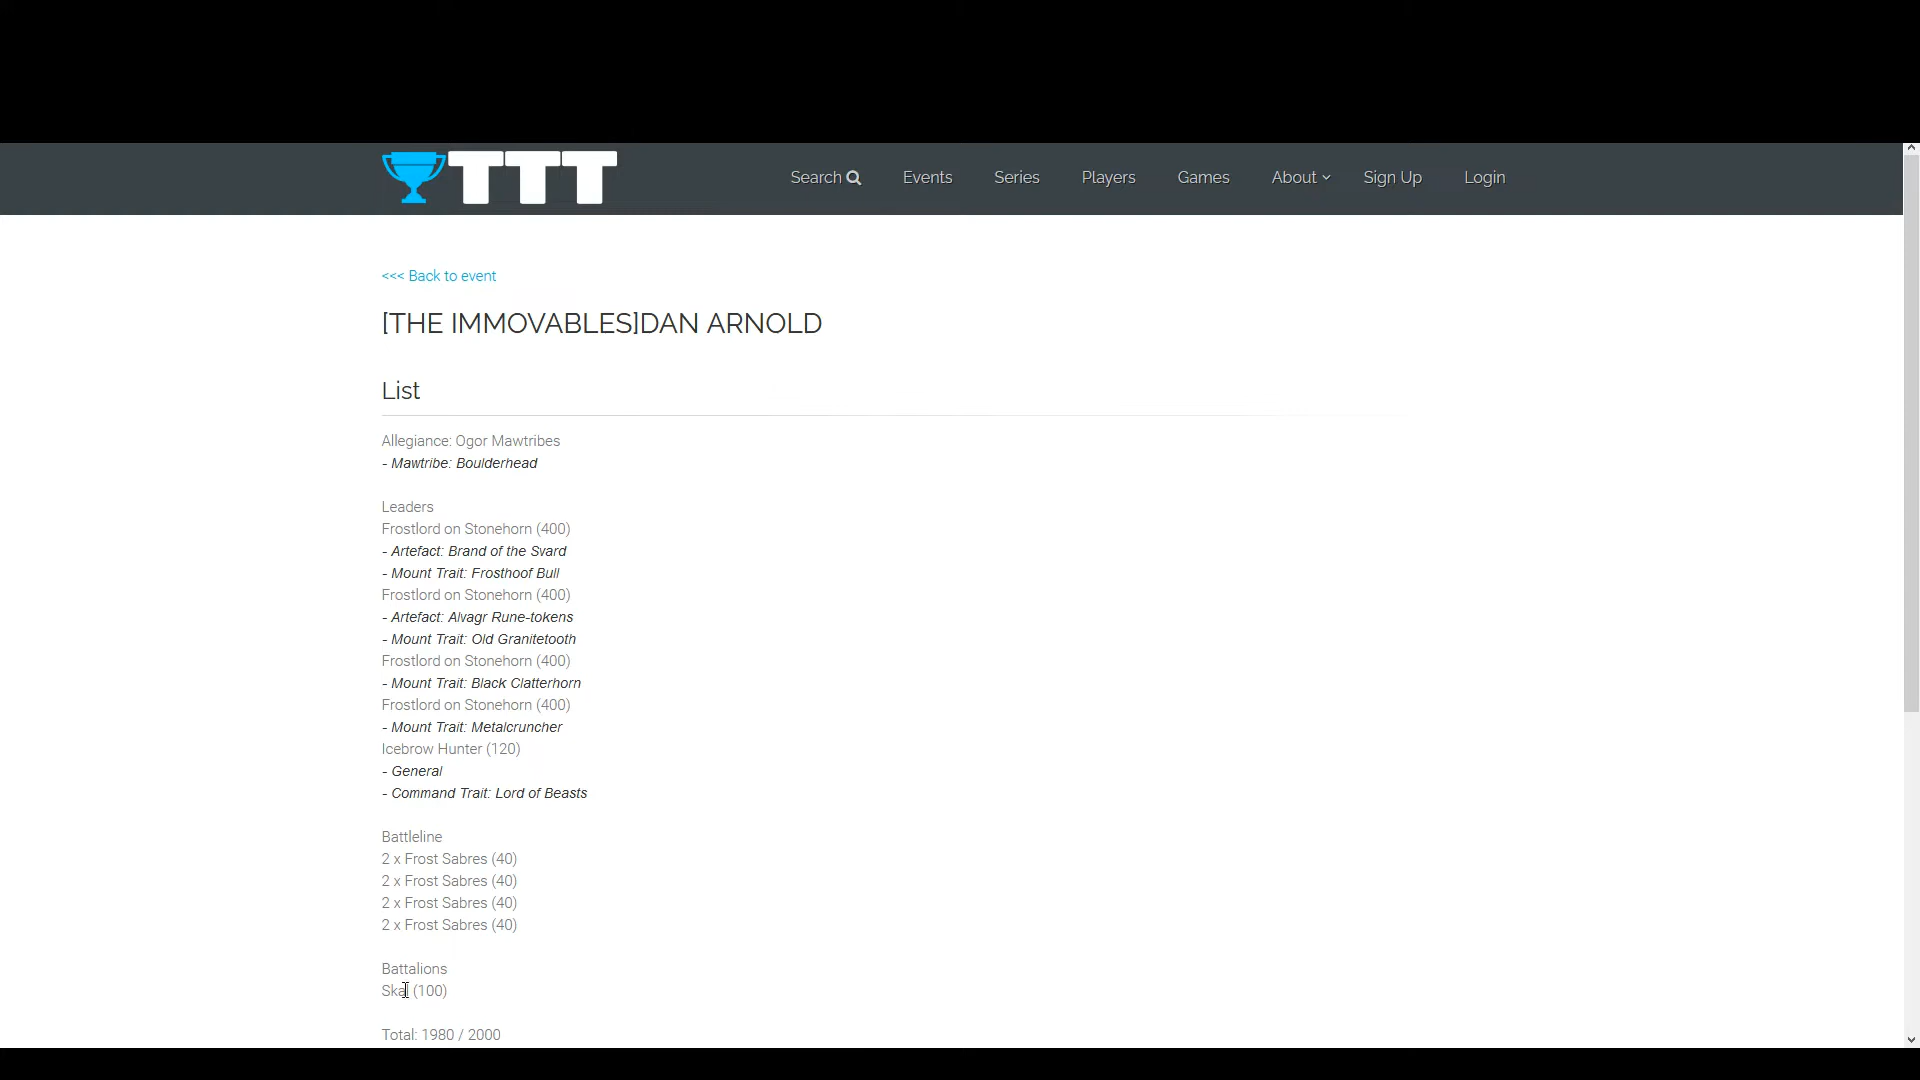 TTT
Search Events Series Players Games About Sign Up Login
<<< Back to event
[THE IMMOVABLES]DAN ARNOLD
List
Allegiance: Ogor Mawtribes
- Mawtribe: Boulderhead
Leaders
Frostlord on Stonehorn (400)
- Artefact: Brand of the Svard
- Mount Trait: Frosthoof Bull
Frostlord on Stonehorn (400)
- Artefact: Alvagr Rune-tokens
- Mount Trait: Old Granitetooth
Frostlord on Stonehorn (400)
- Mount Trait: Black Clatterhorn
Frostlord on Stonehorn (400)
- Mount Trait: Metalcruncher
Icebrow Hunter (120)
- General
- Command Trait: Lord of Beasts
Battleline
2 x Frost Sabres (40)
2 x Frost Sabres (40)
2 x Frost Sabres (40)
2 x Frost Sabres (40)
Battalions
Skal (100)
Total: 1980 / 2000